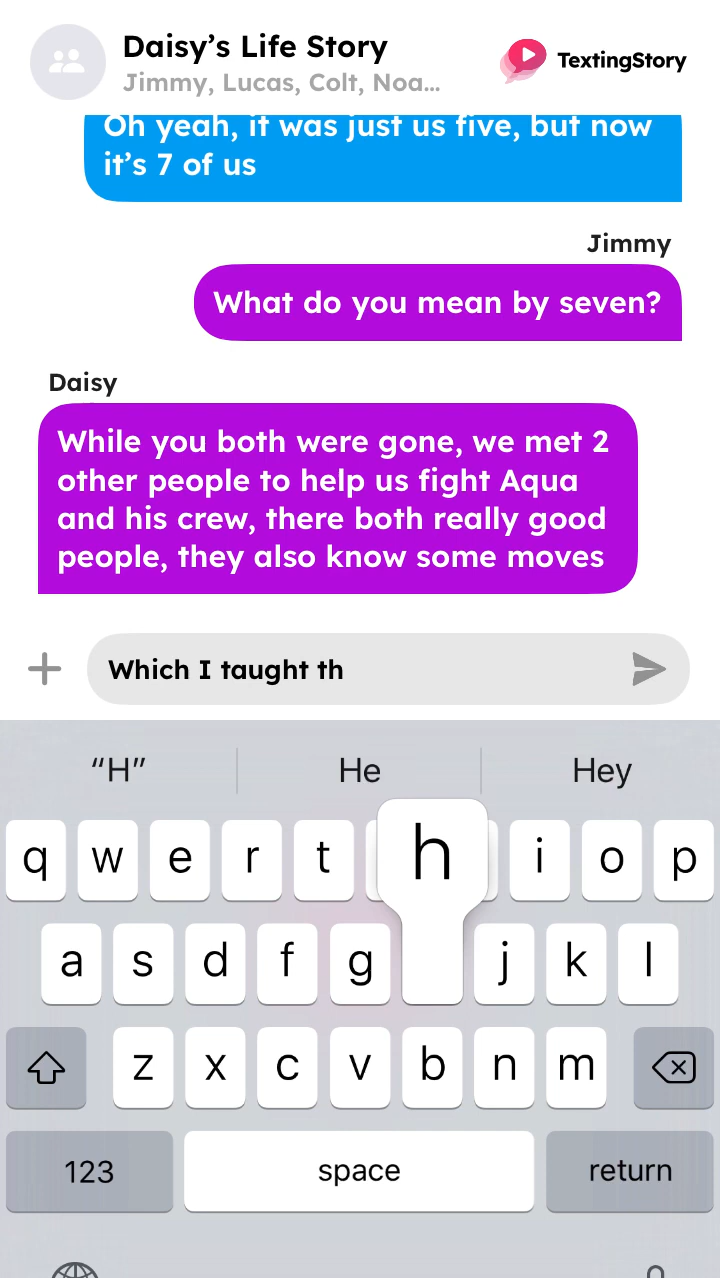 Daisy’s Life Story
Jimmy, Lucas, Colt, Noa...
TextingStory
Oh yeah, it was just us five, but now
it’s 7 of us
Jimmy
What do you mean by seven?
Daisy
While you both were gone, we met 2
other people to help us fight Aqua
and his crew, there both really good
people, they also know some moves
Which I taught th
“H” He Hey
q w e r t h i o p
a s d f g j k l
z x c v b n m
123 space return